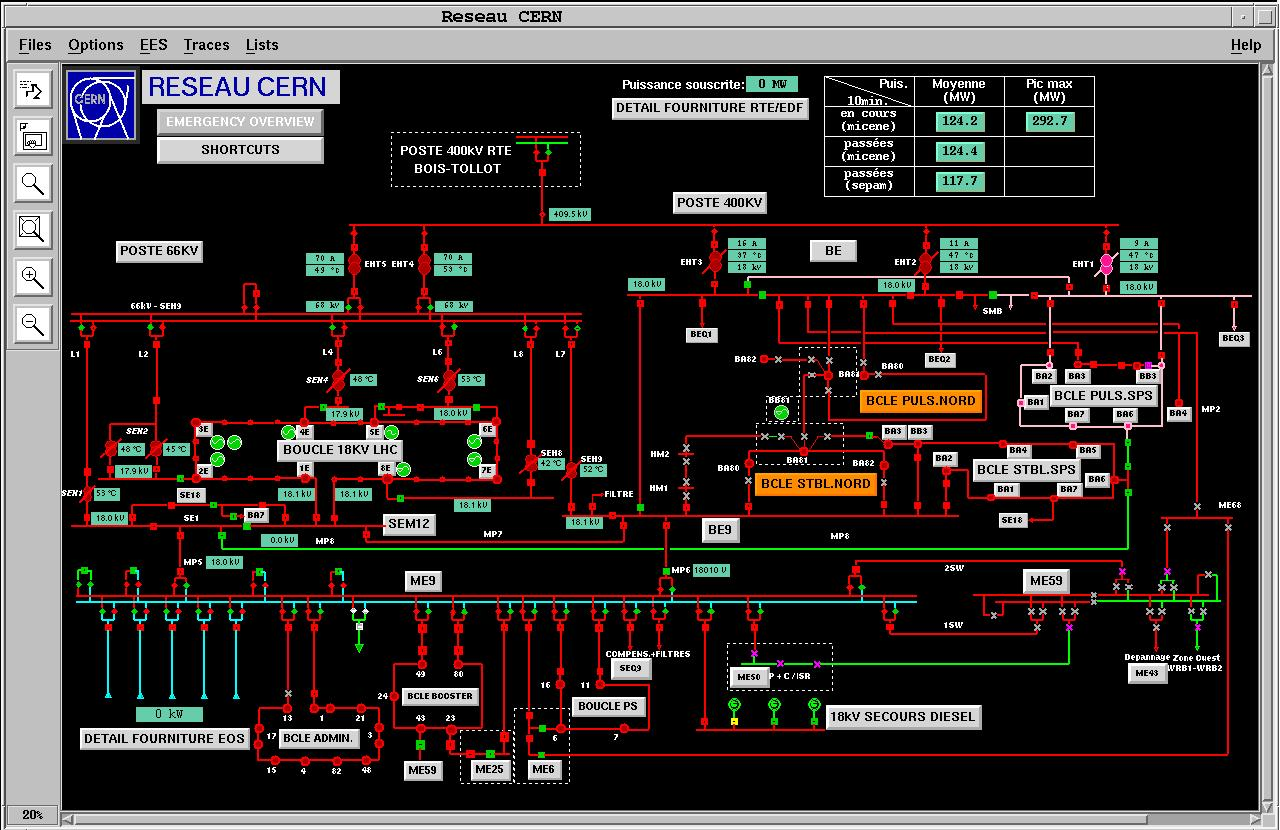 Reseau CERN
Files Options EES Traces Lists Help
CERN
RESEAU CERN
EMERGENCY OVERVIEW
SHORTCUTS
Puissance souscrite: 0 MW
DETAIL FOURNITURE RTE/EDF
Puis. Moyenne Pic max
10min. (MW) (MW)
en cours (micene) 124.2 292.7
passées (micene) 124.4
passées (sepam) 117.7
POSTE 400kV RTE
BOIS-TOLLOT
409.5 kV
POSTE 400KV
POSTE 66KV
70 A
49 °C
EHT5
EHT4
70 A
53 °C
EHT3
16 A
37 °C
18 kV
BE
EHT2
11 A
47 °C
18 kV
EHT1
9 A
47 °C
18 kV
68 kV
68 kV
18.0 kV
18.0 kV
18.0 kV
66kV - SEH9
SMB
BEQ1
BEQ2
BEQ3
L1 L2 L4 L6 L8 L7
SEH4 48 °C
SEH6 53 °C
BA82
BA81
BA80
BA2 BA3 BB3
BCLE PULS.SPS
BA1
BA7
BA6
BA4
MP2
BCLE PULS.NORD
BB81
17.9 kV
18.0 kV
3E 4E 5E 6E
SEH2
48 °C
45 °C
BOUCLE 18KV LHC
17.9 kV
2E 1E 8E 7E
SEH8
42 °C
SEH9
52 °C
HM2
HM1
BA3 BB3
BA80
BA81
BA82
BCLE STBL.NORD
BA2
BA4
BA5
BCLE STBL.SPS
BA6
BA1
BA7
SE18
SEH1 53 °C
SE18
18.1 kV
18.1 kV
18.1 kV
FILTRE
18.0 kV
SE1
BA7
SEM12
18.1 kV
BE9
ME68
0.0 kV
MP8
MP7
MP8
MP5
18.0 kV
MP6
18010 V
ME9
2SW
ME59
1SW
COMPENS.+FILTRES
SEQ9
ME50 P + C / ISR
Depannage Zone Ouest
WRB1-WRB2
ME43
49 80
24
BCLE BOOSTER
43 23
16 11
BOUCLE PS
6 7
0 kW
DETAIL FOURNITURE EOS
13 1 21
17
BCLE ADMIN.
3
15 4 82 48
ME59
ME25
ME6
18kV SECOURS DIESEL
20%